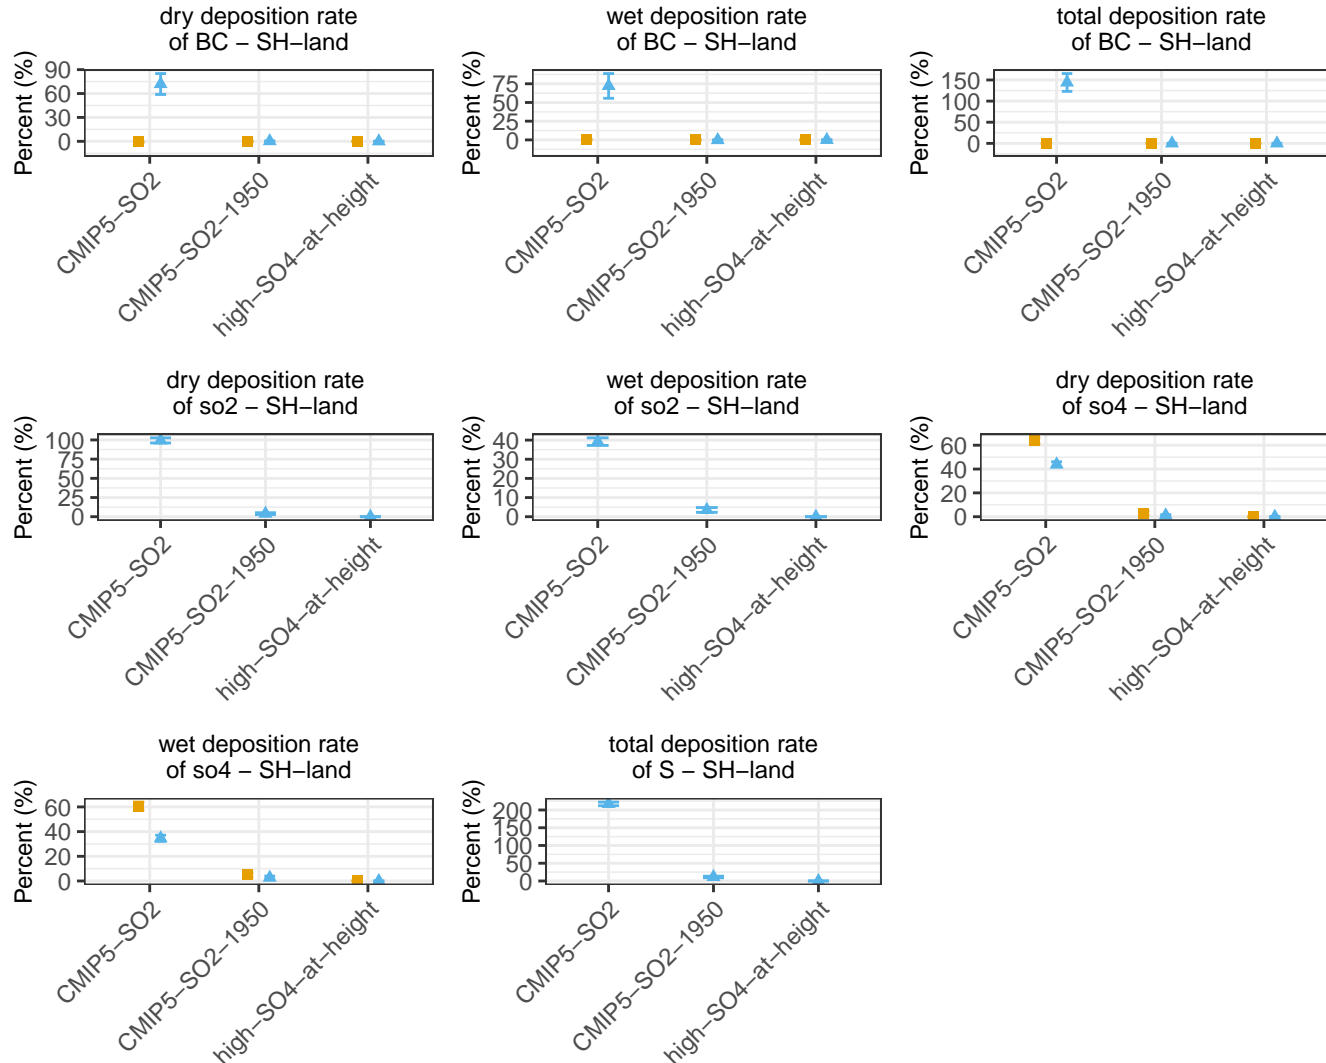 dry deposition rate
of BC − SH−land
Percent (%)
90
60
30
0
CMIP5−SO2
CMIP5−SO2−1950
high−SO4−at−height
wet deposition rate
of BC − SH−land
Percent (%)
75
50
25
0
CMIP5−SO2
CMIP5−SO2−1950
high−SO4−at−height
total deposition rate
of BC − SH−land
Percent (%)
150
100
50
0
CMIP5−SO2
CMIP5−SO2−1950
high−SO4−at−height
dry deposition rate
of so2 − SH−land
Percent (%)
100
75
50
25
0
CMIP5−SO2
CMIP5−SO2−1950
high−SO4−at−height
wet deposition rate
of so2 − SH−land
Percent (%)
40
30
20
10
0
CMIP5−SO2
CMIP5−SO2−1950
high−SO4−at−height
dry deposition rate
of so4 − SH−land
Percent (%)
60
40
20
0
CMIP5−SO2
CMIP5−SO2−1950
high−SO4−at−height
wet deposition rate
of so4 − SH−land
Percent (%)
60
40
20
0
CMIP5−SO2
CMIP5−SO2−1950
high−SO4−at−height
total deposition rate
of S − SH−land
Percent (%)
200
150
100
50
0
CMIP5−SO2
CMIP5−SO2−1950
high−SO4−at−height